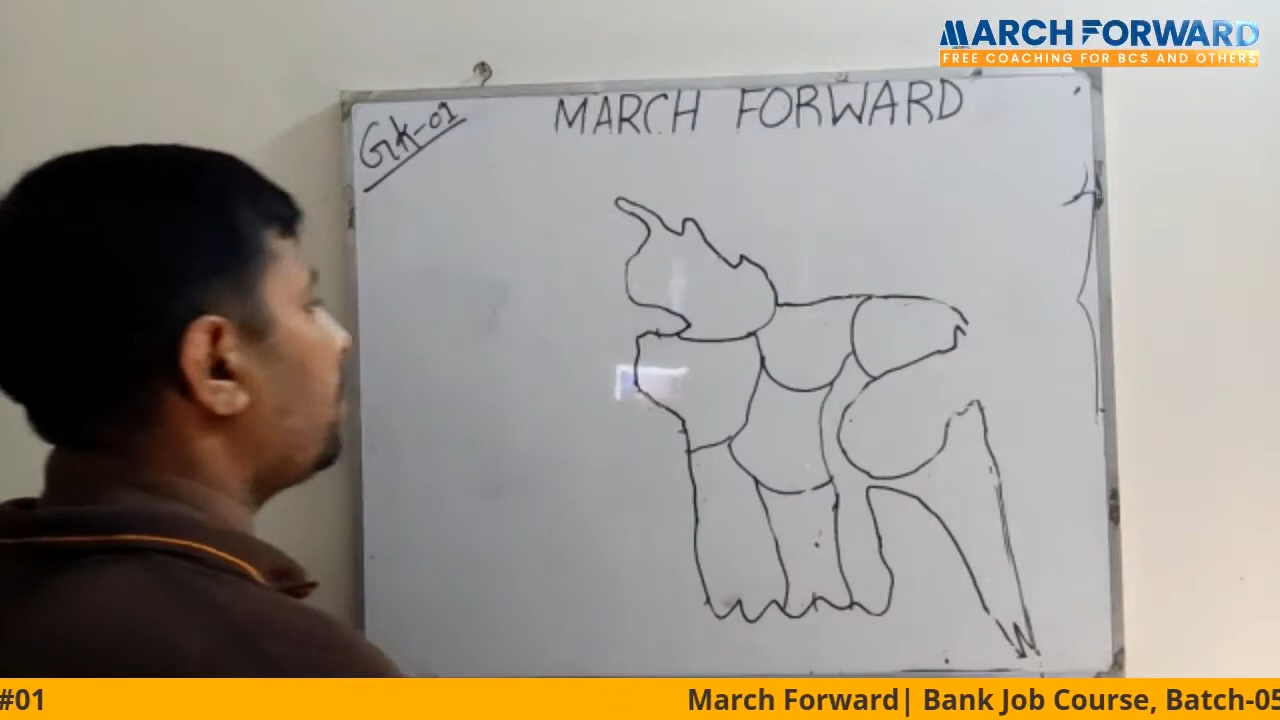 MARCH FORWARD
FREE COACHING FOR BCS AND OTHERS
GK-01
MARCH FORWARD
#01
March Forward| Bank Job Course, Batch-05